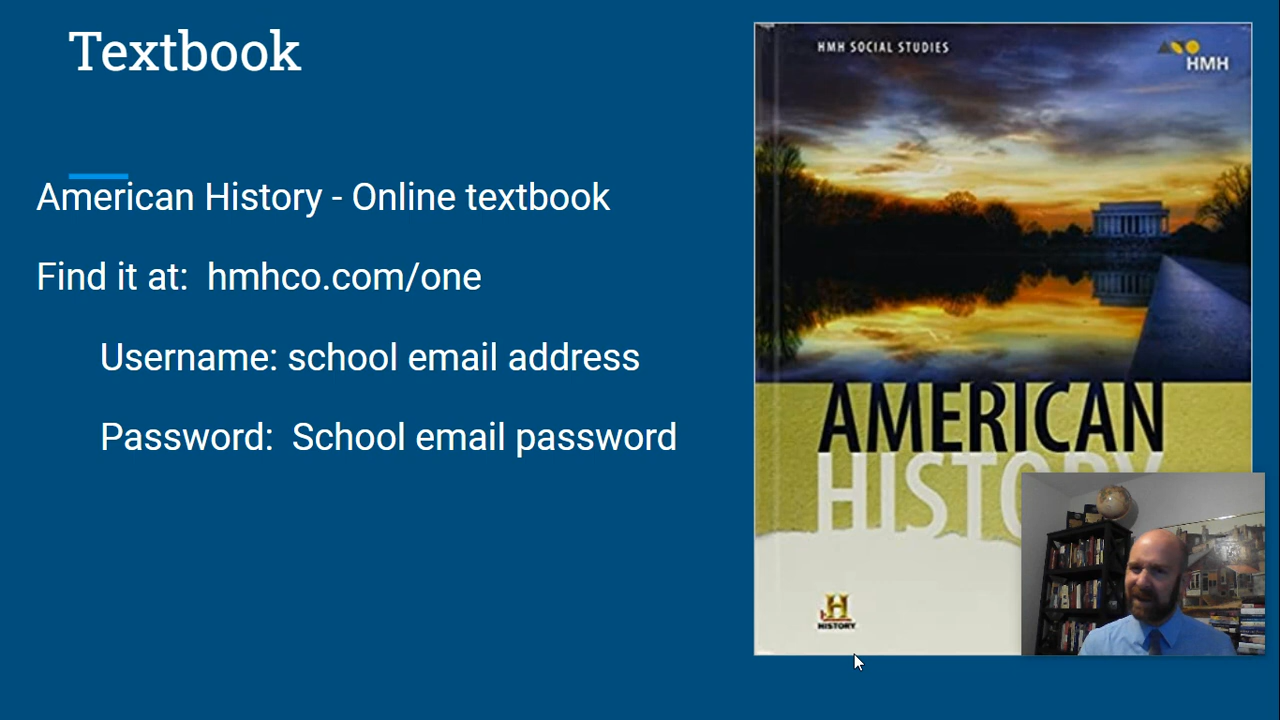 Textbook
American History - Online textbook
Find it at: hmhco.com/one
Username: school email address
Password: School email password
HMH SOCIAL STUDIES
HMH
AMERICAN
HISTORY
HISTORY